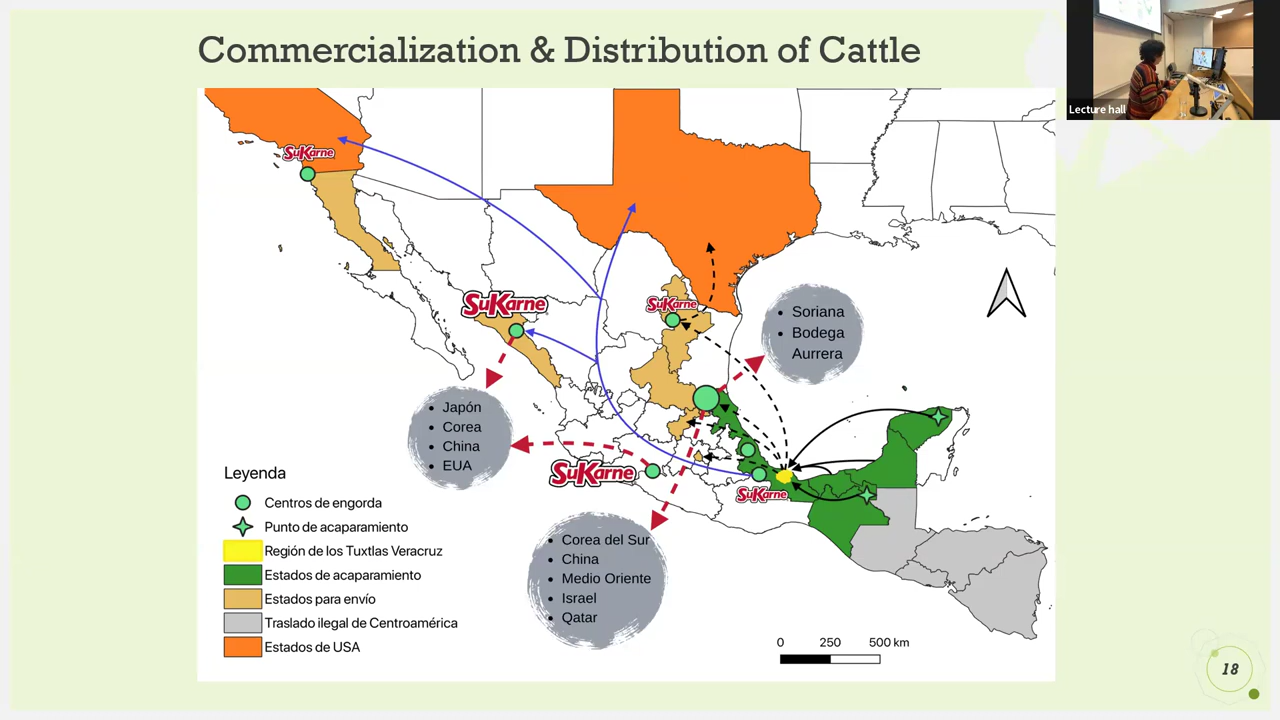 Commercialization & Distribution of Cattle
Lecture hall
SuKarne
SuKarne
SuKarne
Soriana
Bodega
Aurrera
Japón
Corea
China
EUA
SuKarne
SuKarne
Corea del Sur
China
Medio Oriente
Israel
Qatar
Leyenda
Centros de engorda
Punto de acaparamiento
Región de los Tuxtlas Veracruz
Estados de acaparamiento
Estados para envío
Traslado ilegal de Centroamérica
Estados de USA
0 250 500 km
18